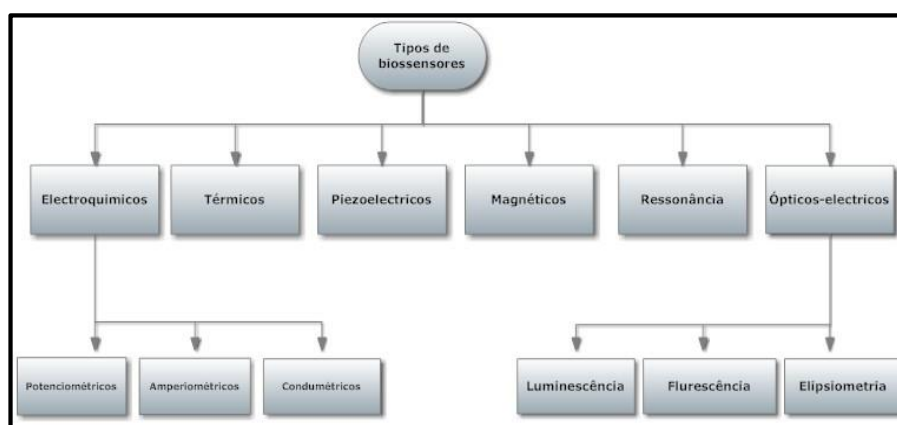 Tipos de
biossensores
Electroquimicos
Térmicos
Piezoelectricos
Magnéticos
Ressonância
Ópticos-electricos
Potenciométricos
Amperiométricos
Condumétricos
Luminescência
Flurescência
Elipsiometria